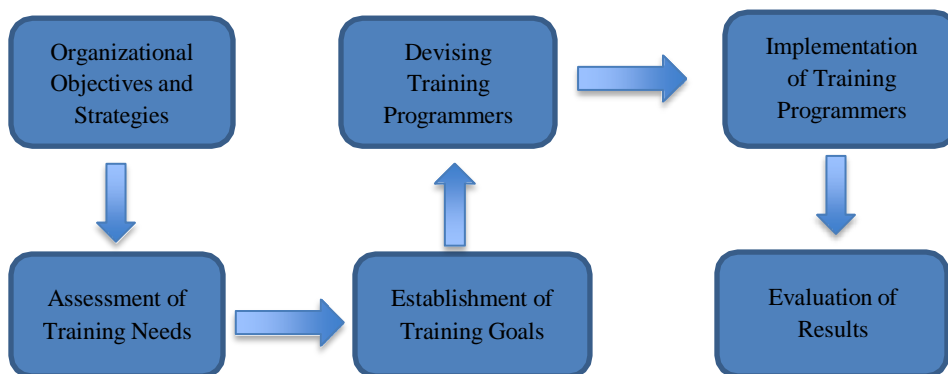 Organizational
Objectives and
Strategies
Assessment of
Training Needs
Establishment of
Training Goals
Devising
Training
Programmers
Implementation
of Training
Programmers
Evaluation of
Results